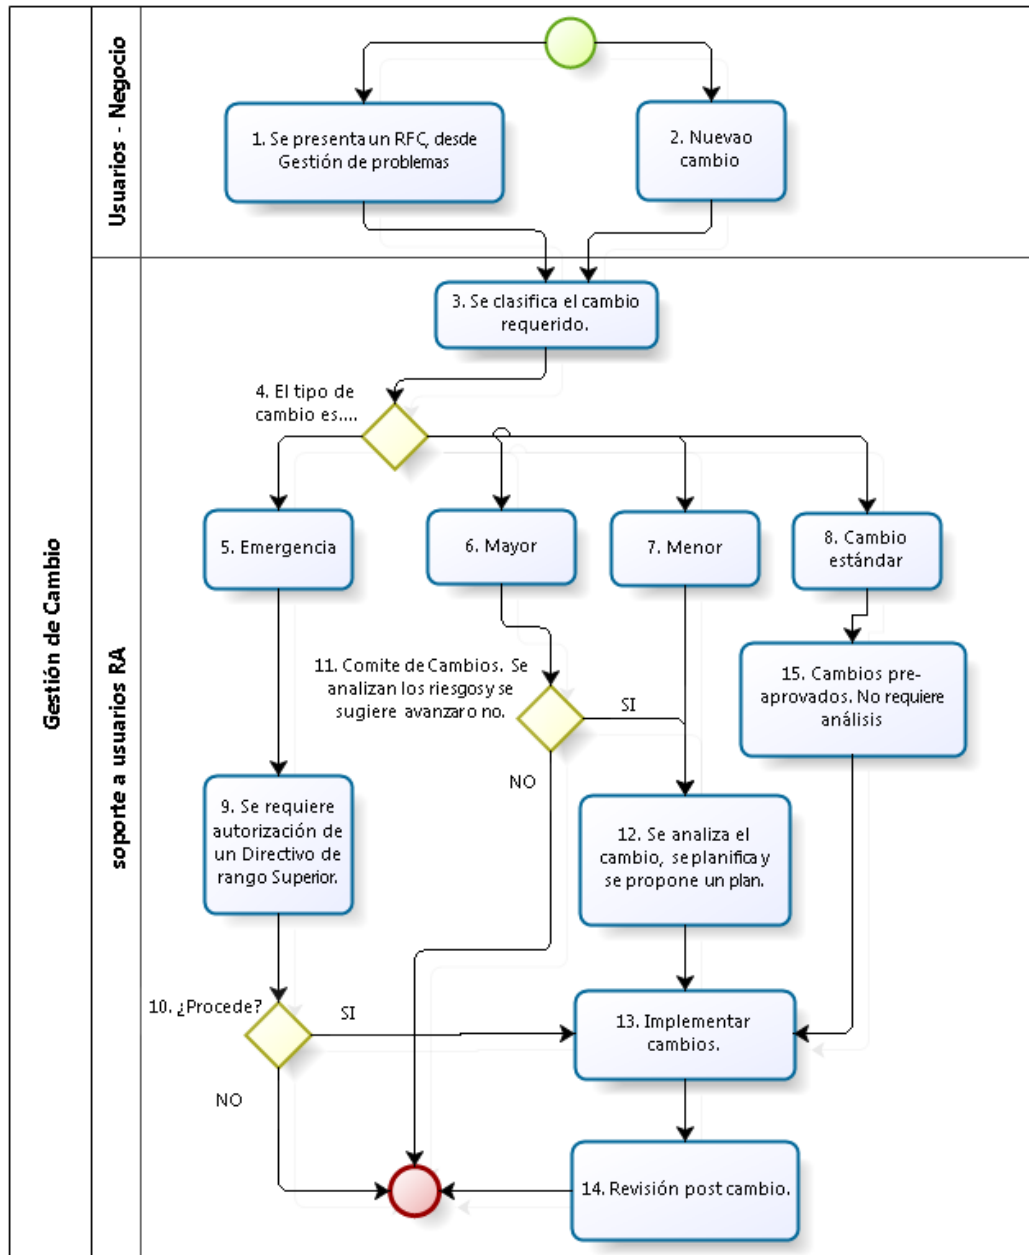 Gestión de Cambio
Usuarios - Negocio
1. Se presenta un RFC, desde
Gestión de problemas
2. Nuevao
cambio
soporte a usuarios RA
3. Se clasifica el cambio
requerido.
4. El tipo de
cambio es....
5. Emergencia
6. Mayor
7. Menor
8. Cambio
estándar
11. Comite de Cambios. Se
analizan los riesgos y se
sugiere avanzar o no.
SI
NO
15. Cambios pre-
aprovados. No requiere
análisis
9. Se requiere
autorización de
un Directivo de
rango Superior.
12. Se analiza el
cambio, se planifica y
se propone un plan.
10. ¿Procede?
SI
NO
13. Implementar
cambios.
14. Revisión post cambio.